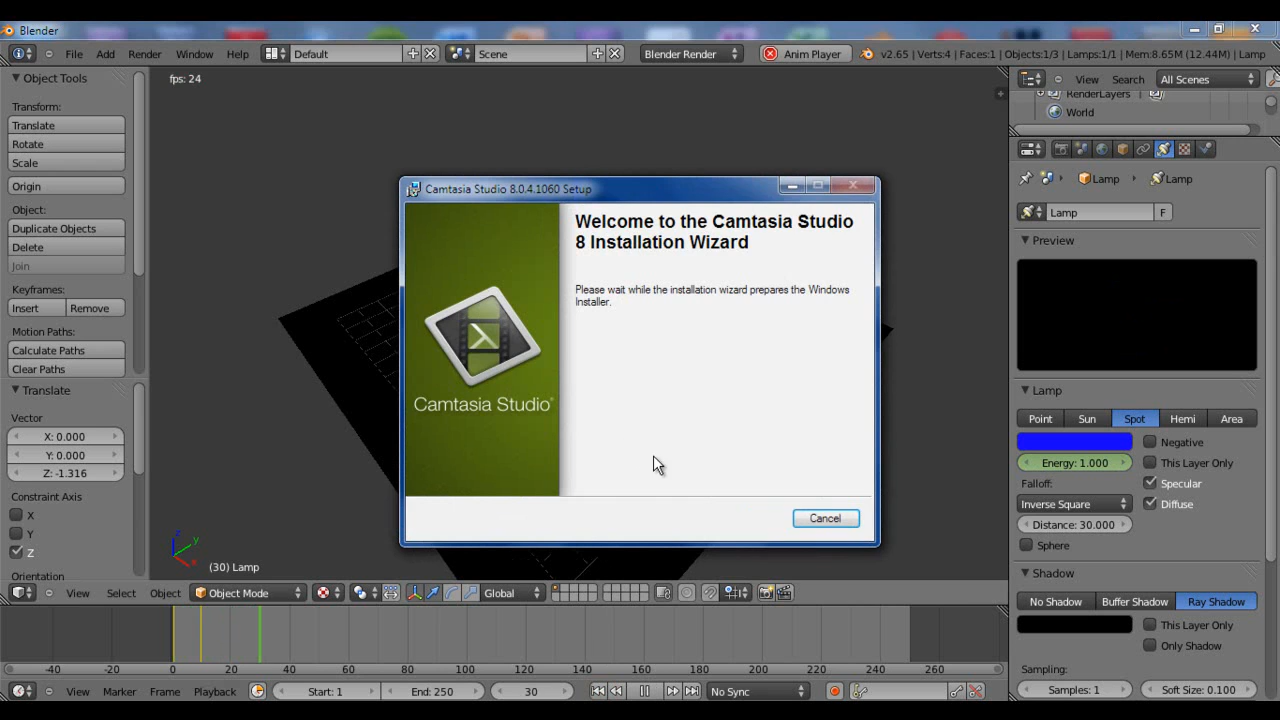 Blender
File Add Render Window Help Default Scene Blender Render Anim Player v2.65 | Verts:4 | Faces:1 | Objects:1/3 | Lamps:1/1 | Mem:8.65M (12.44M) | Lamp
Object Tools
Transform:
Translate
Rotate
Scale
Origin
Object:
Duplicate Objects
Delete
Join
Keyframes:
Insert Remove
Motion Paths:
Calculate Paths
Clear Paths
Translate
Vector
X: 0.000
Y: 0.000
Z: -1.316
Constraint Axis
X
Y
Z
Orientation
fps: 24
Camtasia Studio 8.0.4.1060 Setup
Welcome to the Camtasia Studio
8 Installation Wizard
Please wait while the installation wizard prepares the Windows
Installer.
Camtasia Studio®
Cancel
z
y
x
(30) Lamp
View Search All Scenes
RenderLayers
World
Lamp Lamp
Lamp F
Preview
Lamp
Point Sun Spot Hemi Area
Negative
Energy: 1.000 This Layer Only
Falloff: Specular
Inverse Square Diffuse
Distance: 30.000
Sphere
Shadow
No Shadow Buffer Shadow Ray Shadow
This Layer Only
Only Shadow
Sampling:
Samples: 1 Soft Size: 0.100
View Select Object Object Mode Global
-40 -20 0 20 40 60 80 100 120 140 160 180 200 220 240 260
View Marker Frame Playback Start: 1 End: 250 30 No Sync